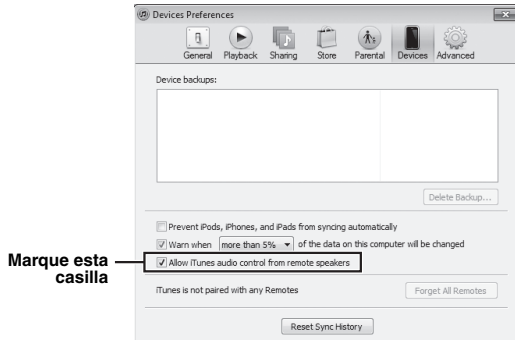 Devices Preferences
General Playback Sharing Store Parental Devices Advanced
Device backups:
Delete Backup...
Prevent iPods, iPhones, and iPads from syncing automatically
Warn when more than 5% of the data on this computer will be changed
Marque esta
casilla
Allow iTunes audio control from remote speakers
iTunes is not paired with any Remotes Forget All Remotes
Reset Sync History